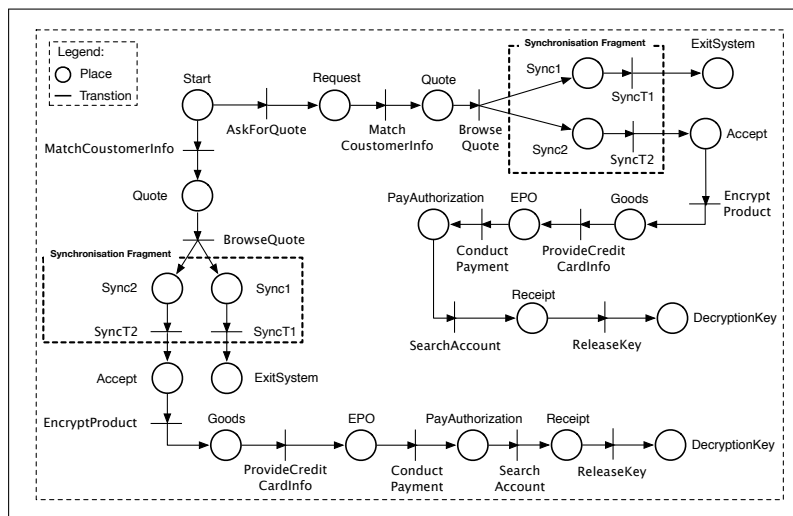 Legend:
Place
Transtion
Synchronisation Fragment
ExitSystem
Start
Request
Quote
Sync1
SyncT1
AskForQuote
Match
CoustomerInfo
Browse
Quote
Sync2
SyncT2
Accept
MatchCoustomerInfo
Quote
Encrypt
Product
PayAuthorization
EPO
Goods
Conduct
Payment
ProvideCredit
CardInfo
BrowseQuote
Synchronisation Fragment
Sync2
Sync1
SyncT2
SyncT1
Receipt
DecryptionKey
SearchAccount
ReleaseKey
Accept
ExitSystem
EncryptProduct
Goods
EPO
PayAuthorization
Receipt
DecryptionKey
ProvideCredit
CardInfo
Conduct
Payment
Search
Account
ReleaseKey